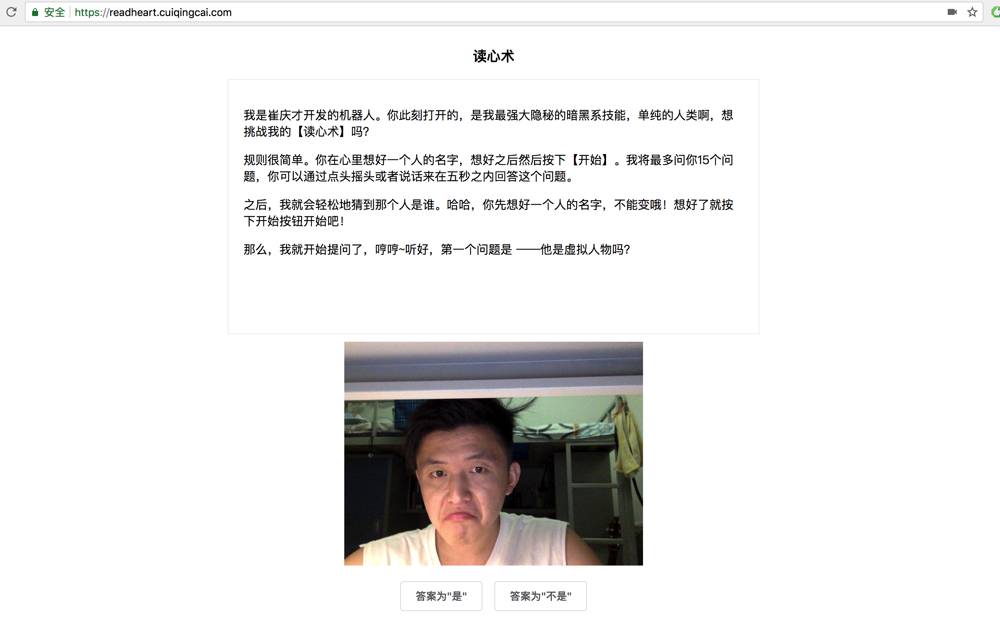 安全 https://readheart.cuiqingcai.com
读心术
我是崔庆才开发的机器人。你此刻打开的，是我最强大隐秘的暗黑系技能，单纯的人类啊，想
挑战我的【读心术】吗？
规则很简单。你在心里想好一个人的名字，想好之后然后按下【开始】。我将最多问你15个问
题，你可以通过点头摇头或者说话来在五秒之内回答这个问题。
之后，我就会轻松地猜到那个人是谁。哈哈，你先想好一个人的名字，不能变哦！想好了就按
下开始按钮开始吧！
那么，我就开始提问了，哼哼~听好，第一个问题是 ——他是虚拟人物吗？
答案为"是" 答案为"不是"